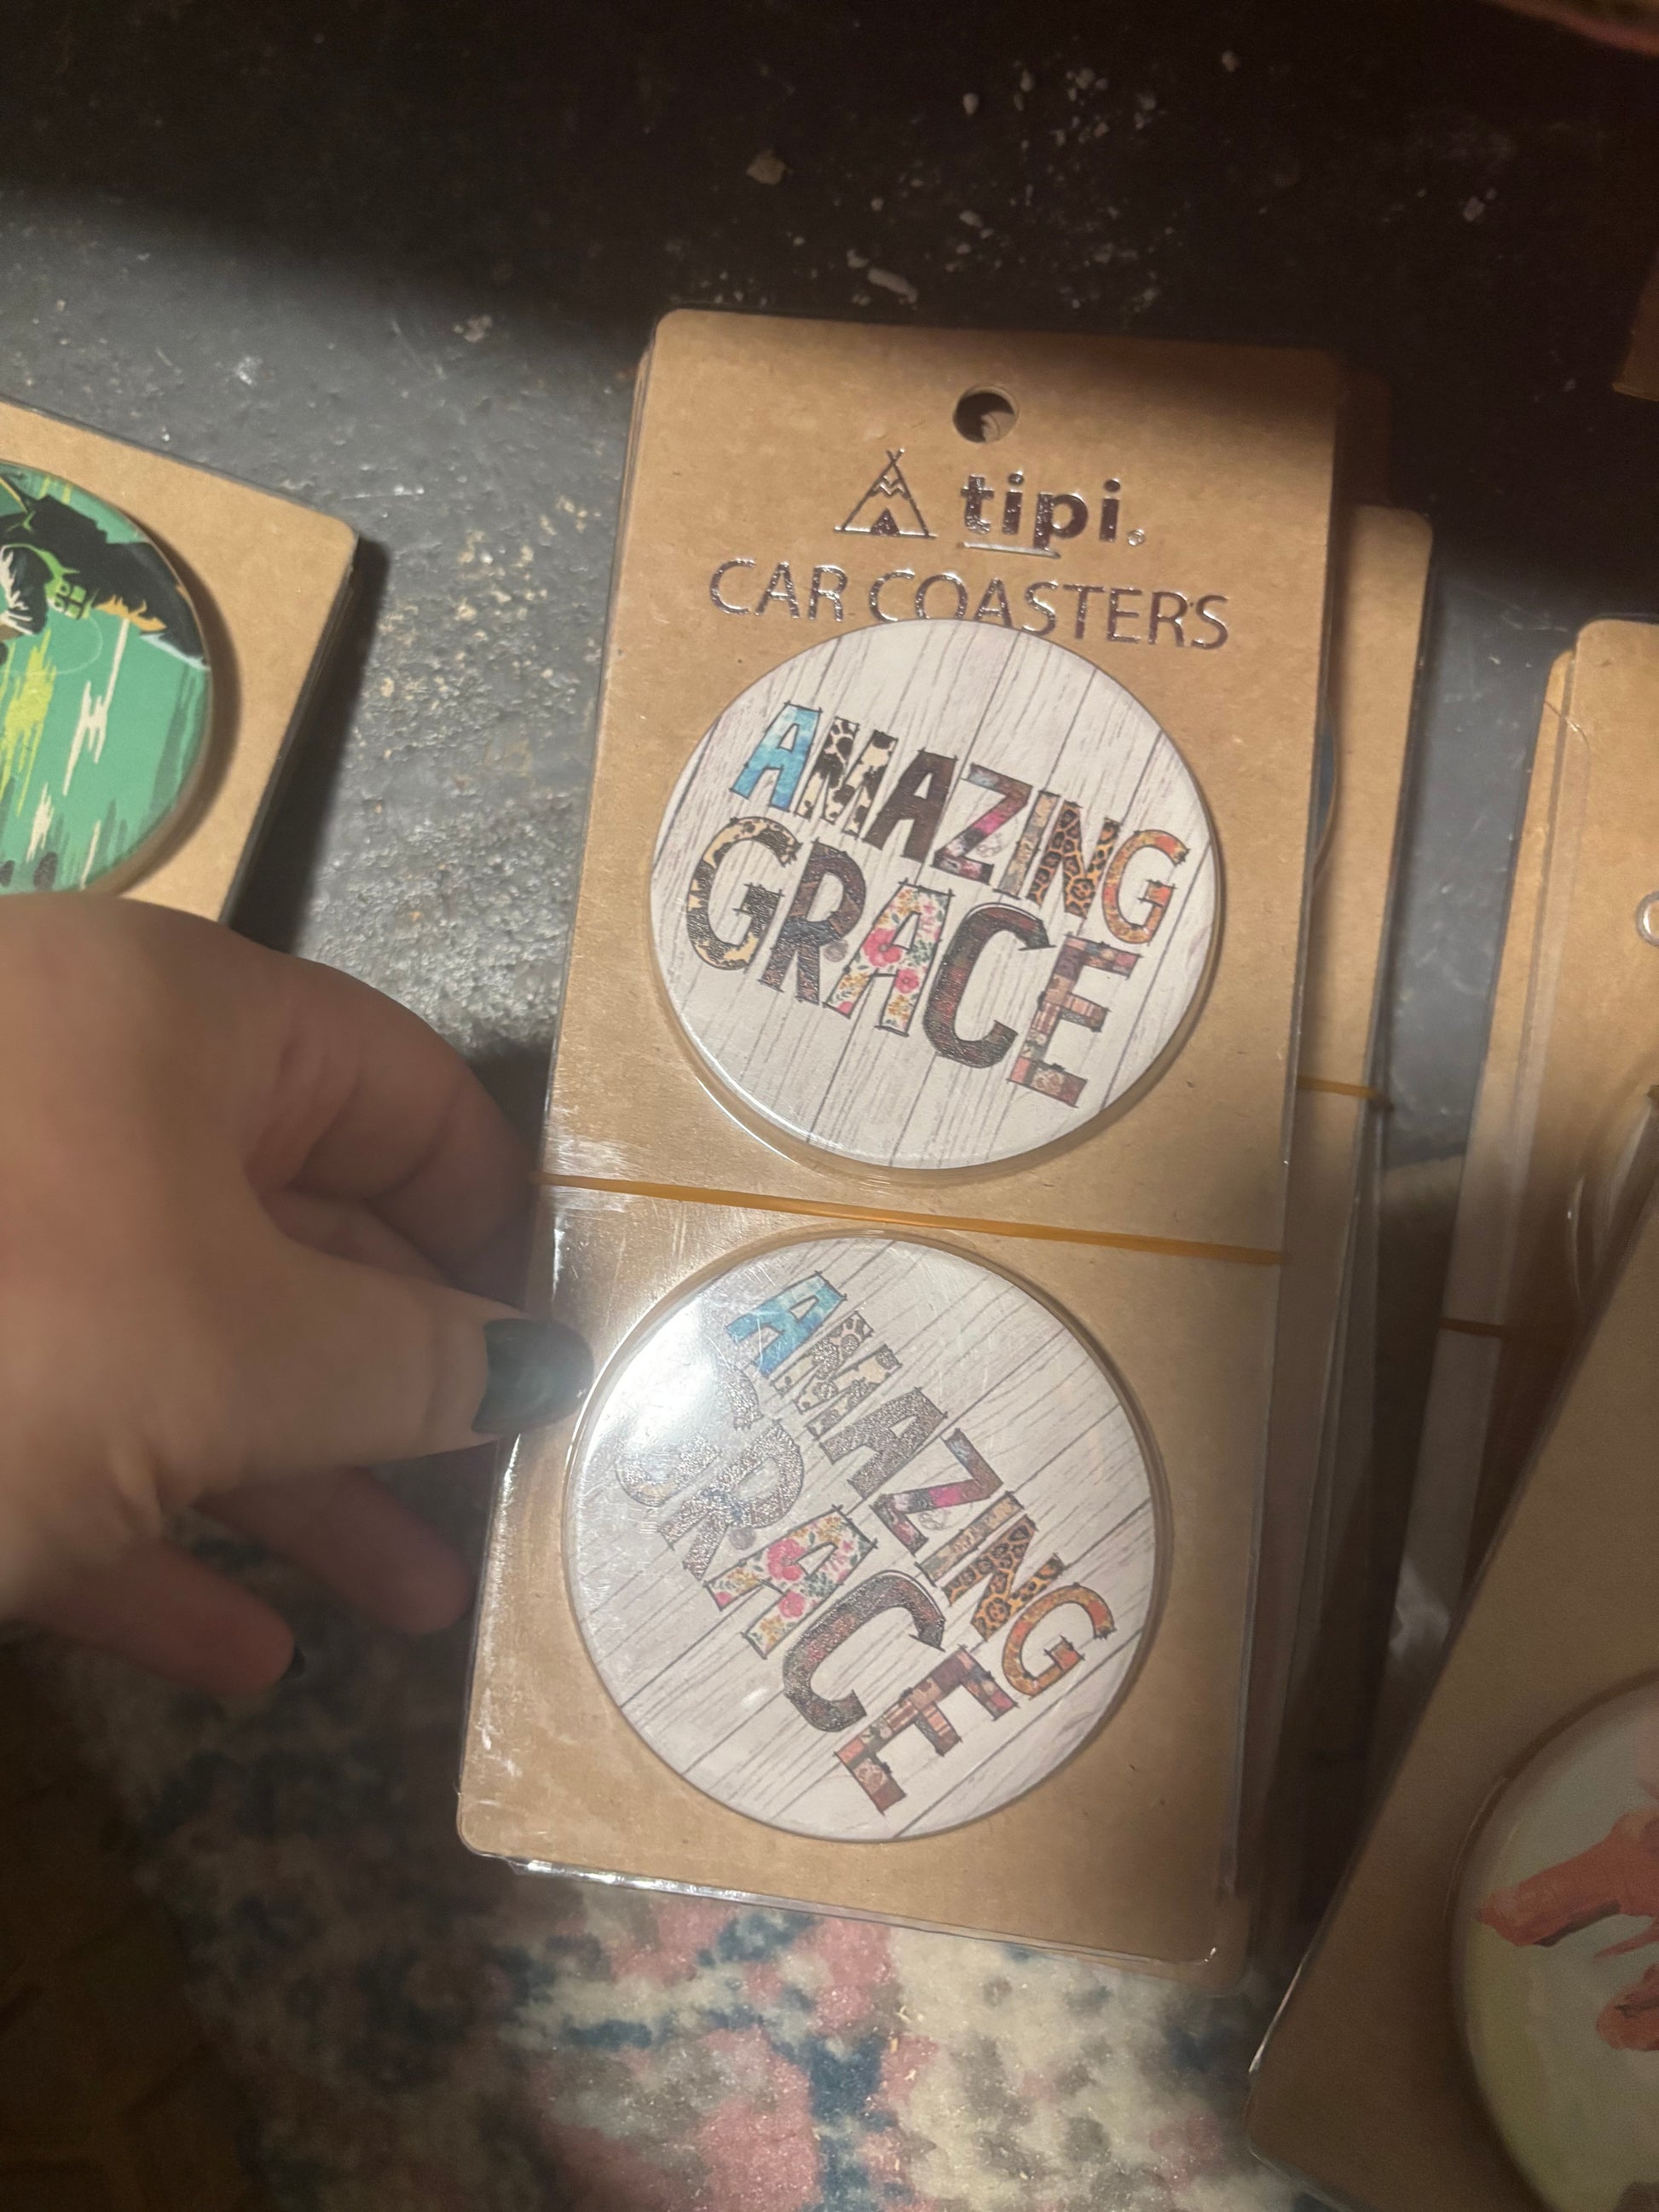 tipi.
CAR COASTERS
AMAZING
GRACE
AMAZING
GRACE